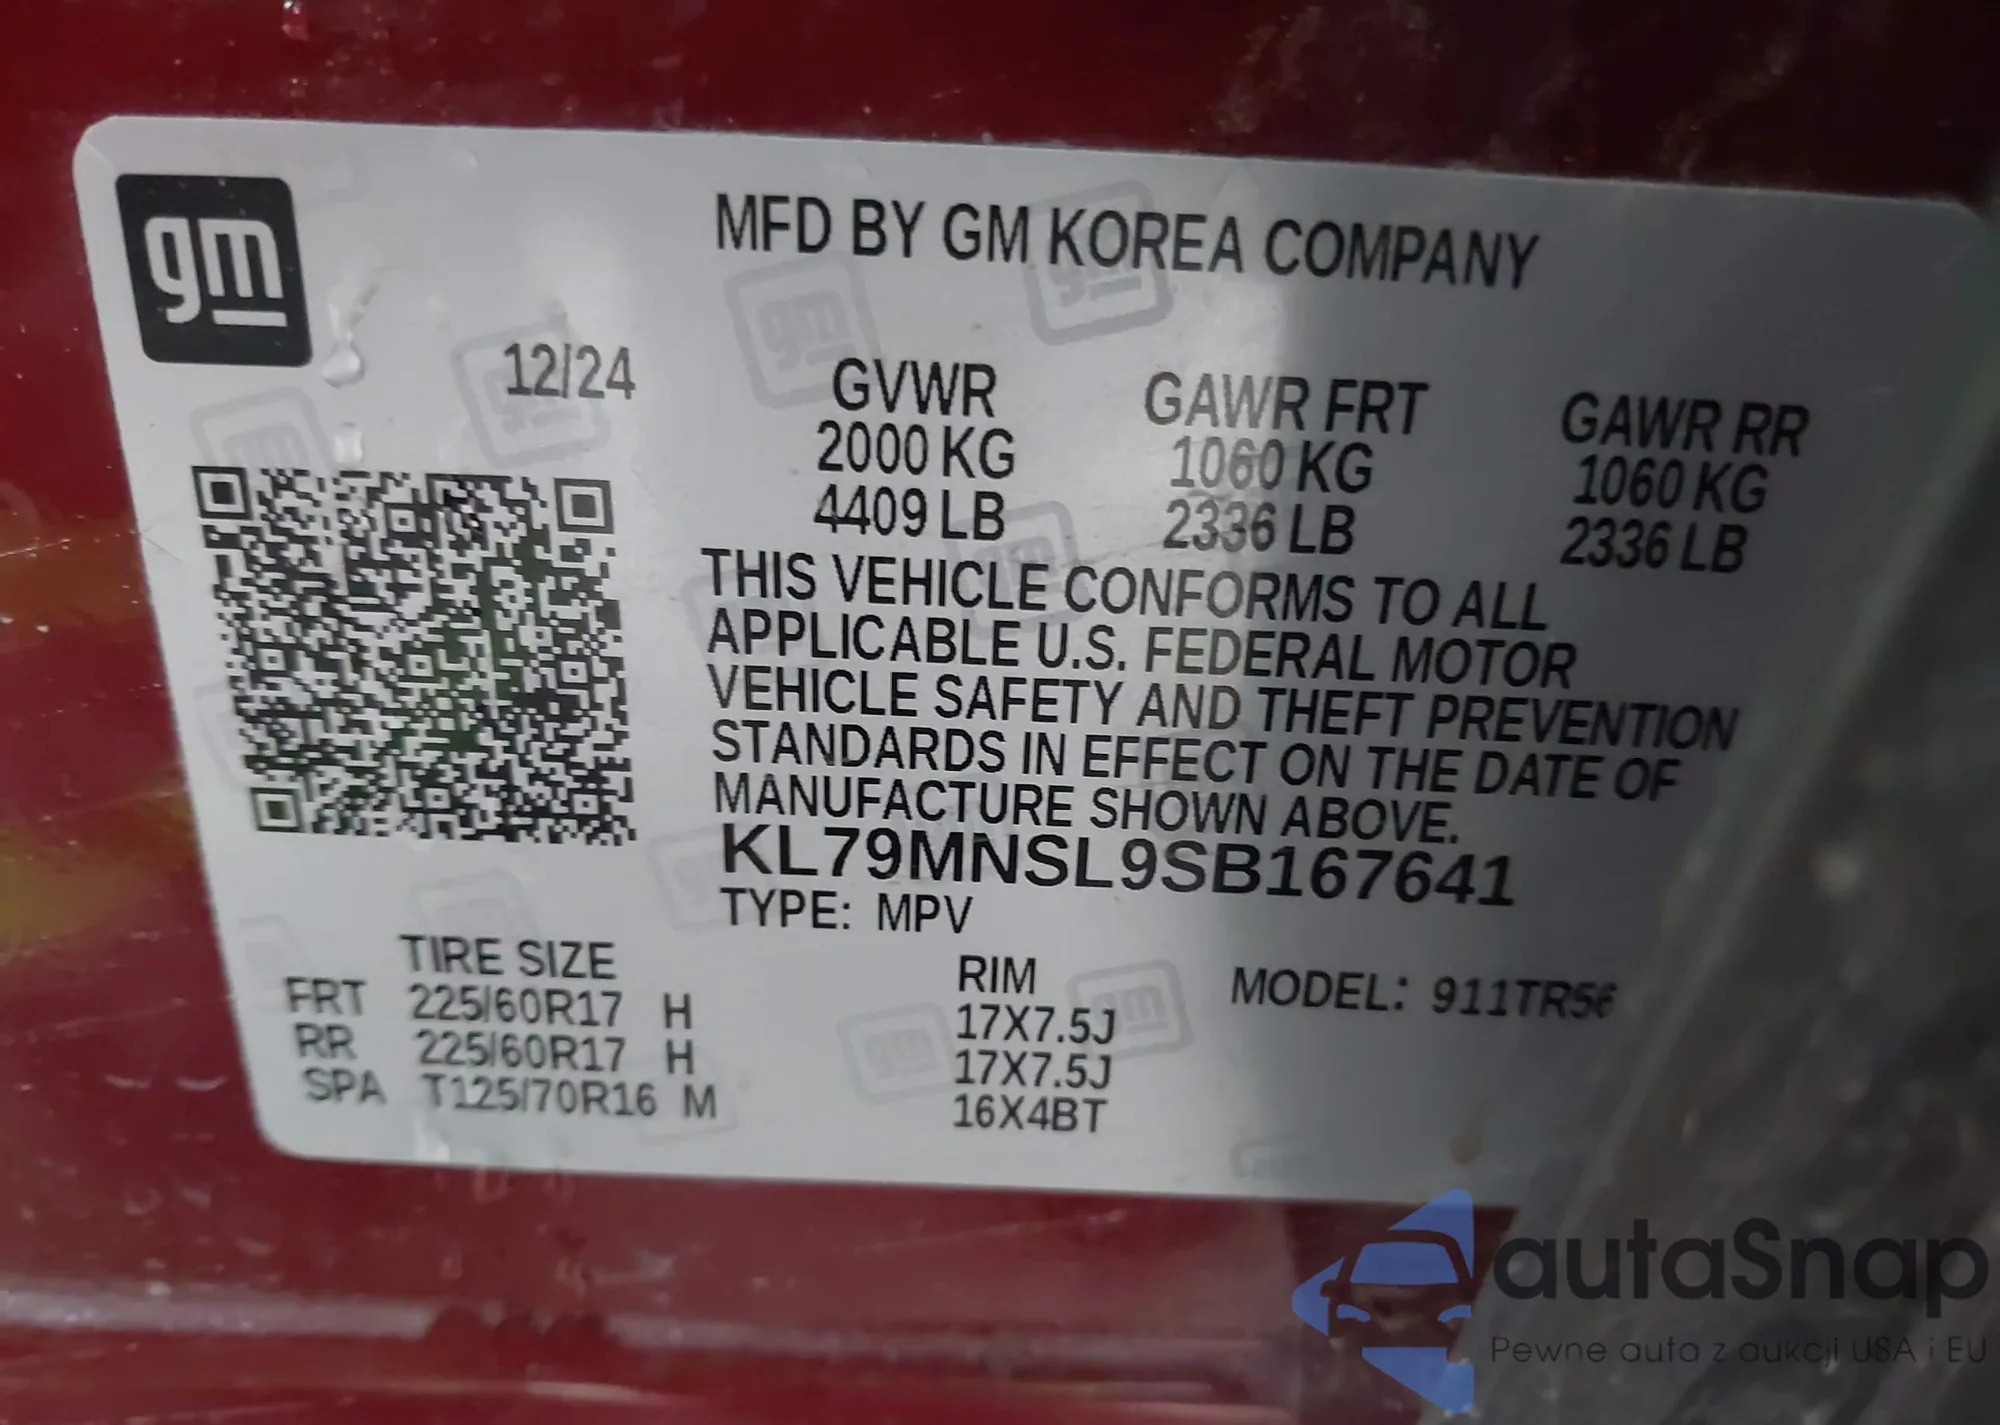 gm
MFD BY GM KOREA COMPANY
12/24
GVWR GAWR FRT GAWR RR
2000 KG 1060 KG 1060 KG
4409 LB 2336 LB 2336 LB
THIS VEHICLE CONFORMS TO ALL
APPLICABLE U.S. FEDERAL MOTOR
VEHICLE SAFETY AND THEFT PREVENTION
STANDARDS IN EFFECT ON THE DATE OF
MANUFACTURE SHOWN ABOVE.
KL79MNSL9SB167641
TYPE: MPV
TIRE SIZE RIM MODEL: 911TR56
FRT 225/60R17 H 17X7.5J
RR 225/60R17 H 17X7.5J
SPA T125/70R16 M 16X4BT
autaSnap
Pewne auta z aukcji USA i EU